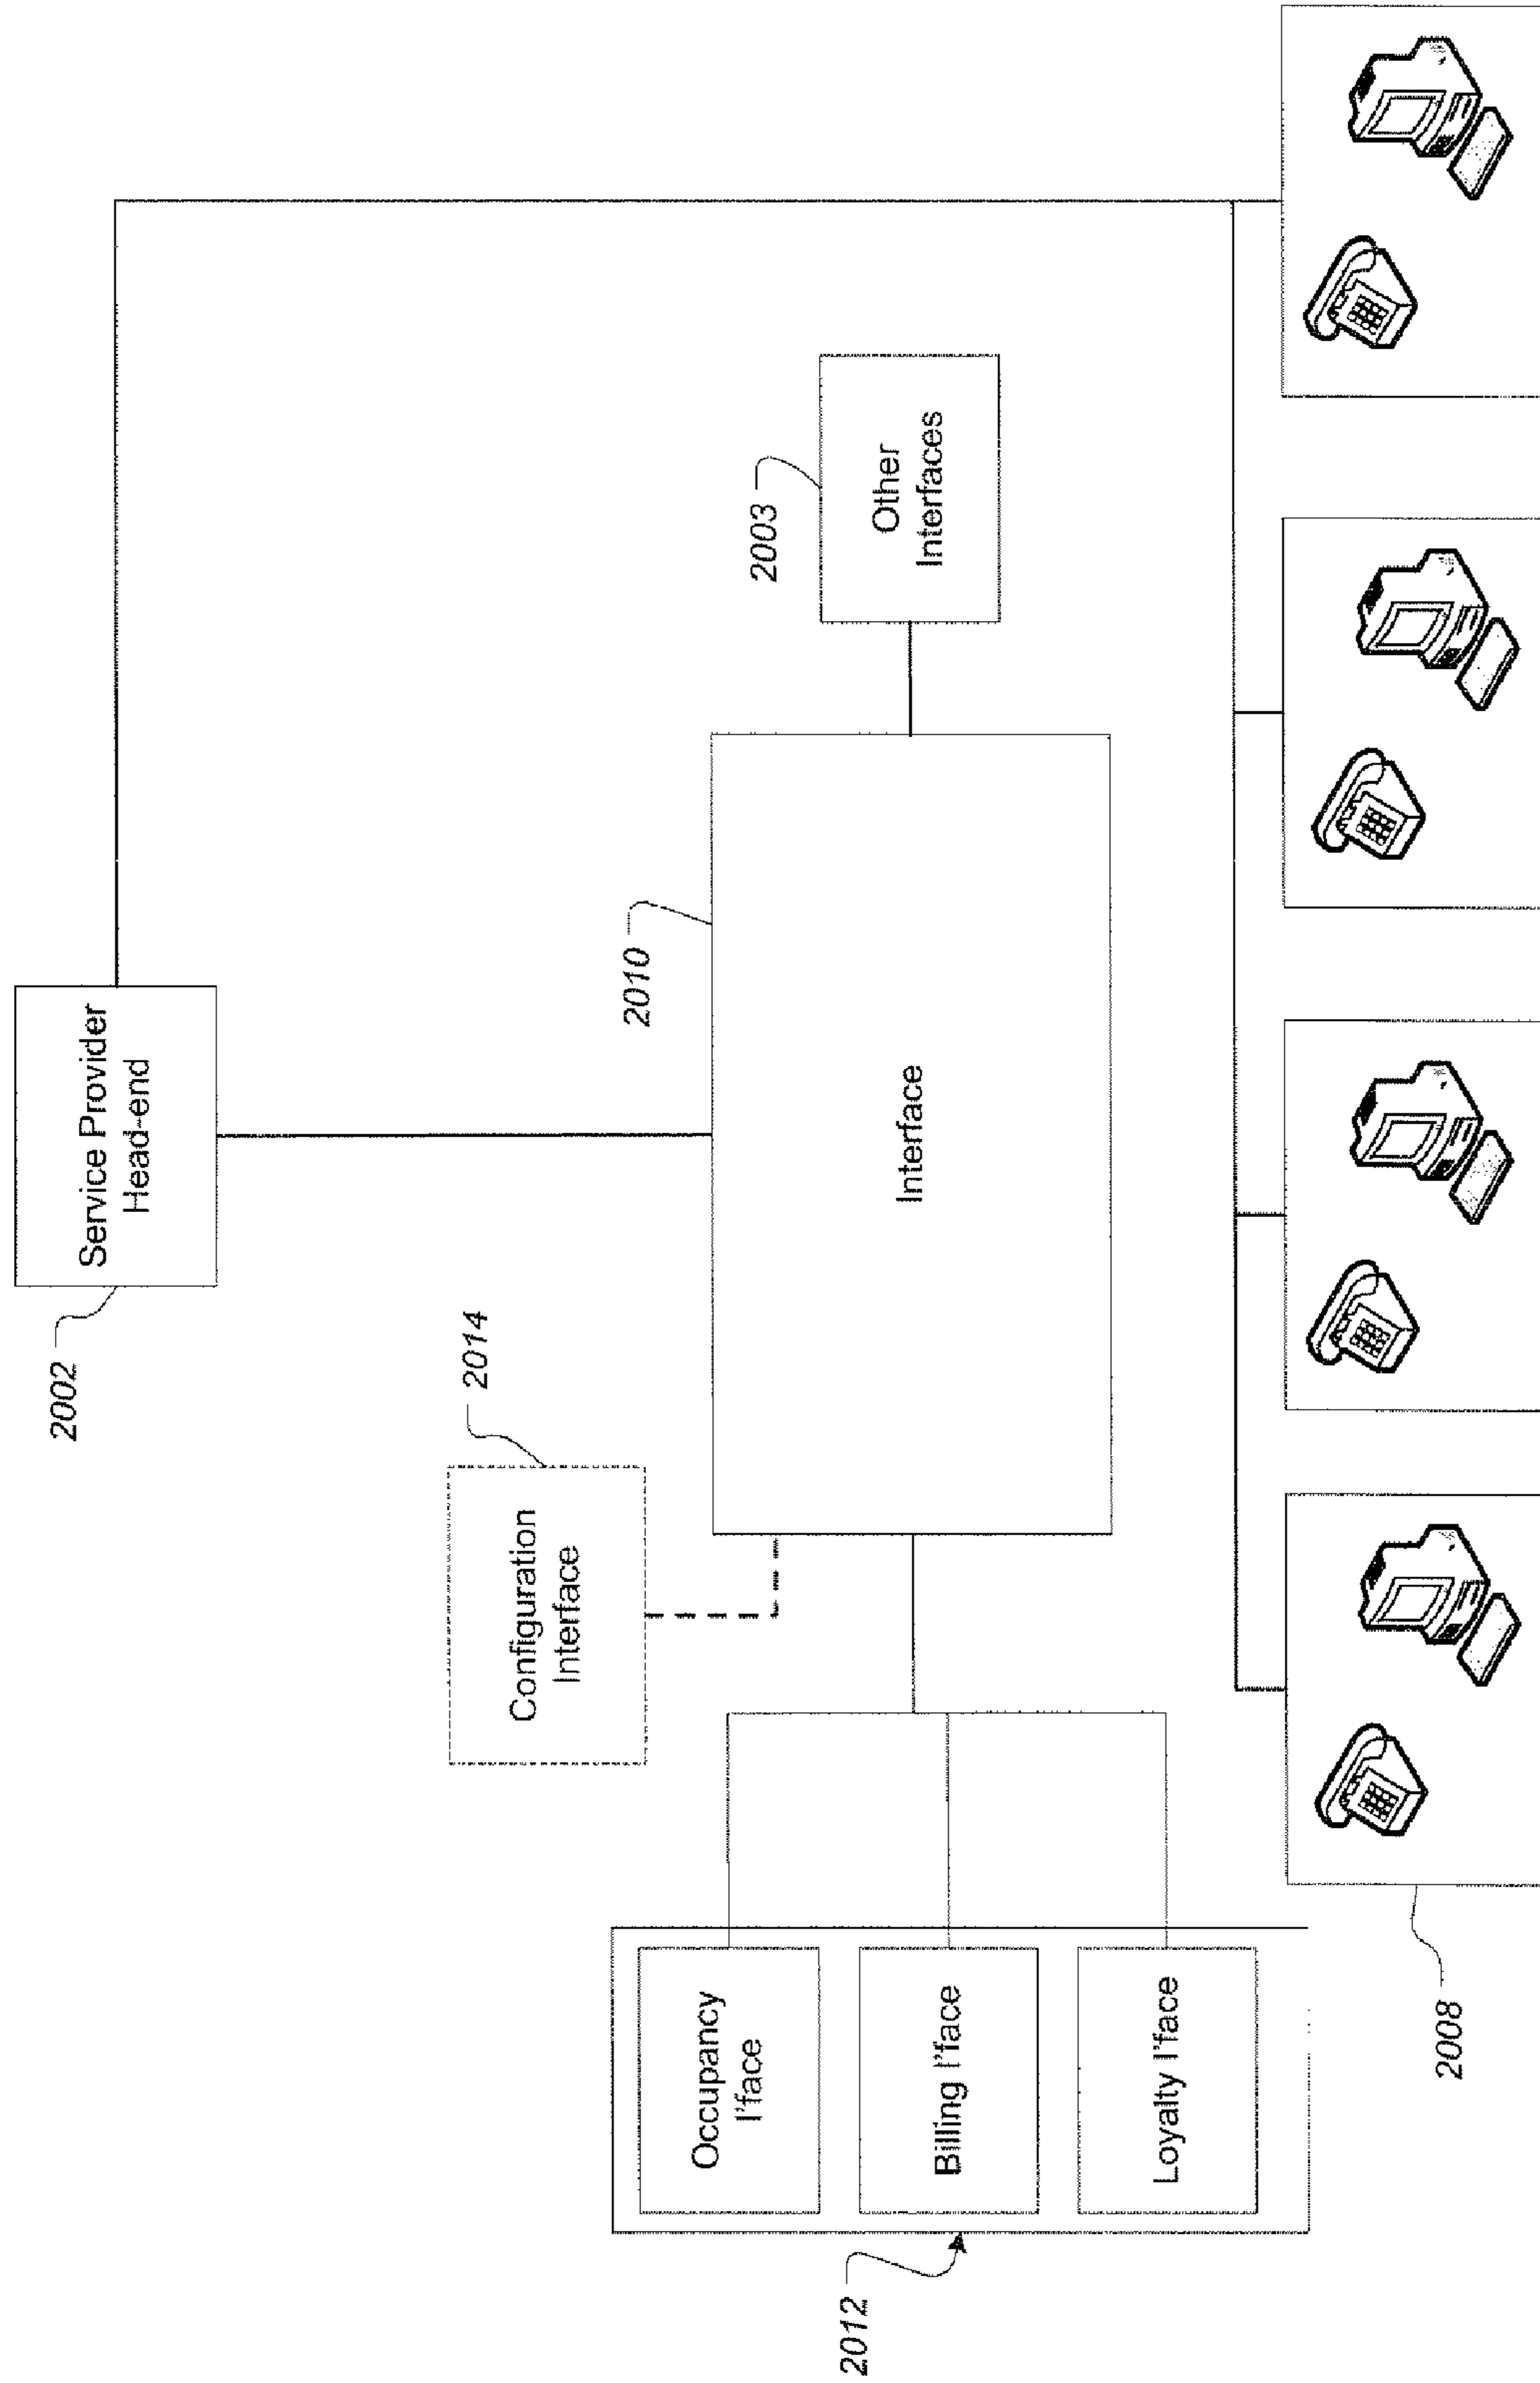 Service Provider
Head-end
2002
2014
Configuration
Interface
2010
Interface
2003
Other
Interfaces
2012
Occupancy
I'face
Billing I'face
Loyalty I'face
2008